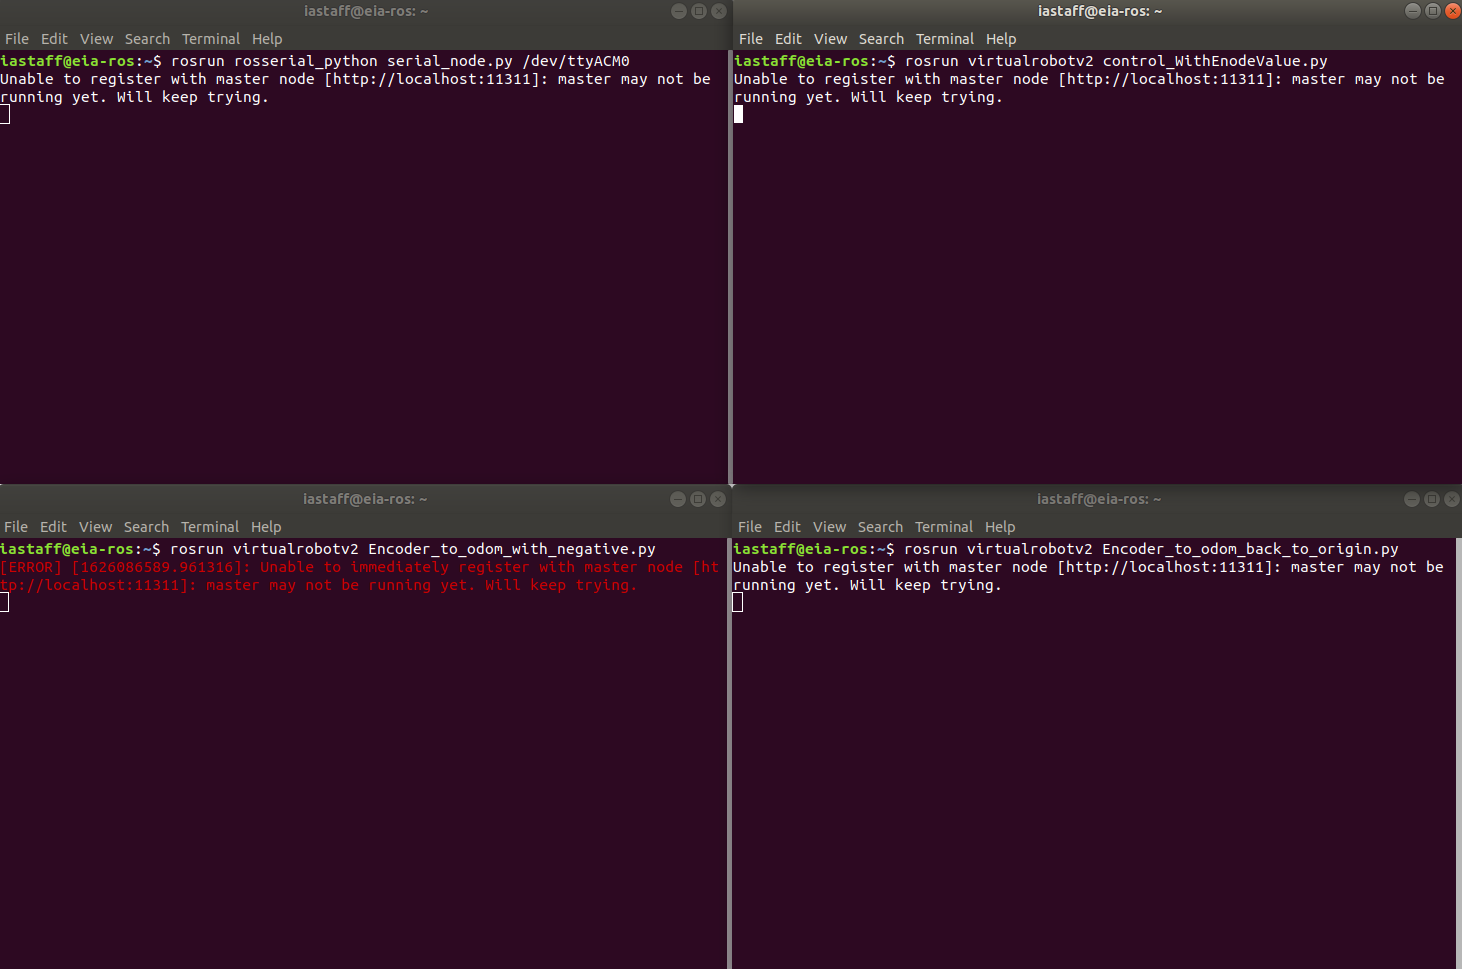 iastaff@eia-ros: ~
File Edit View Search Terminal Help
iastaff@eia-ros:~$ rosrun rosserial_python serial_node.py /dev/ttyACM0
Unable to register with master node [http://localhost:11311]: master may not be
running yet. Will keep trying.
iastaff@eia-ros: ~
File Edit View Search Terminal Help
iastaff@eia-ros:~$ rosrun virtualrobotv2 control_WithEnodeValue.py
Unable to register with master node [http://localhost:11311]: master may not be
running yet. Will keep trying.
iastaff@eia-ros: ~
File Edit View Search Terminal Help
iastaff@eia-ros:~$ rosrun virtualrobotv2 Encoder_to_odom_with_negative.py
[ERROR] [1626086589.961316]: Unable to immediately register with master node [ht
tp://localhost:11311]: master may not be running yet. Will keep trying.
iastaff@eia-ros: ~
File Edit View Search Terminal Help
iastaff@eia-ros:~$ rosrun virtualrobotv2 Encoder_to_odom_back_to_origin.py
Unable to register with master node [http://localhost:11311]: master may not be
running yet. Will keep trying.